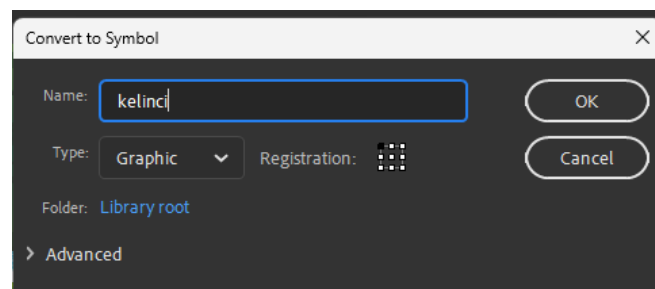 Convert to Symbol
Name: kelinci OK
Type: Graphic Registration: Cancel
Folder: Library root
Advanced